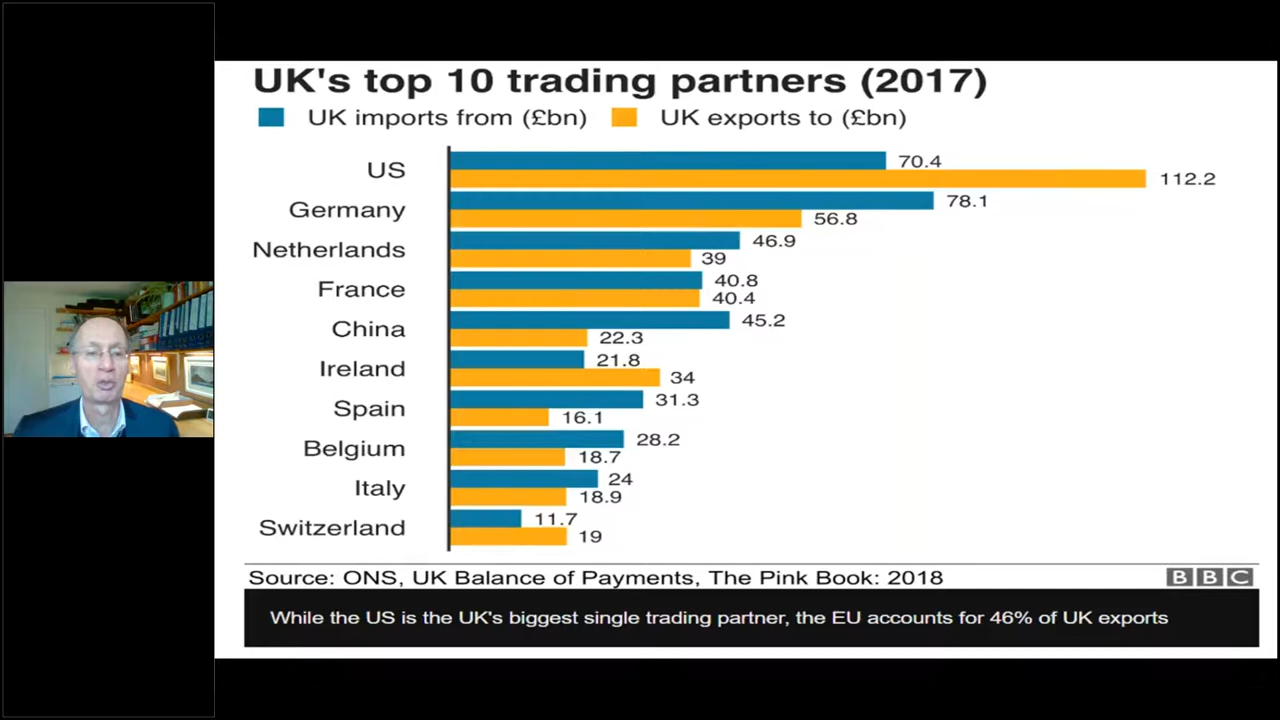 UK's top 10 trading partners (2017)
UK imports from (£bn) UK exports to (£bn)
US 70.4
112.2
Germany 78.1
56.8
Netherlands 46.9
39
France 40.8
40.4
China 45.2
22.3
Ireland 21.8
34
Spain 31.3
16.1
Belgium 28.2
18.7
Italy 24
18.9
Switzerland 11.7
19
Source: ONS, UK Balance of Payments, The Pink Book: 2018 BBC
While the US is the UK's biggest single trading partner, the EU accounts for 46% of UK exports